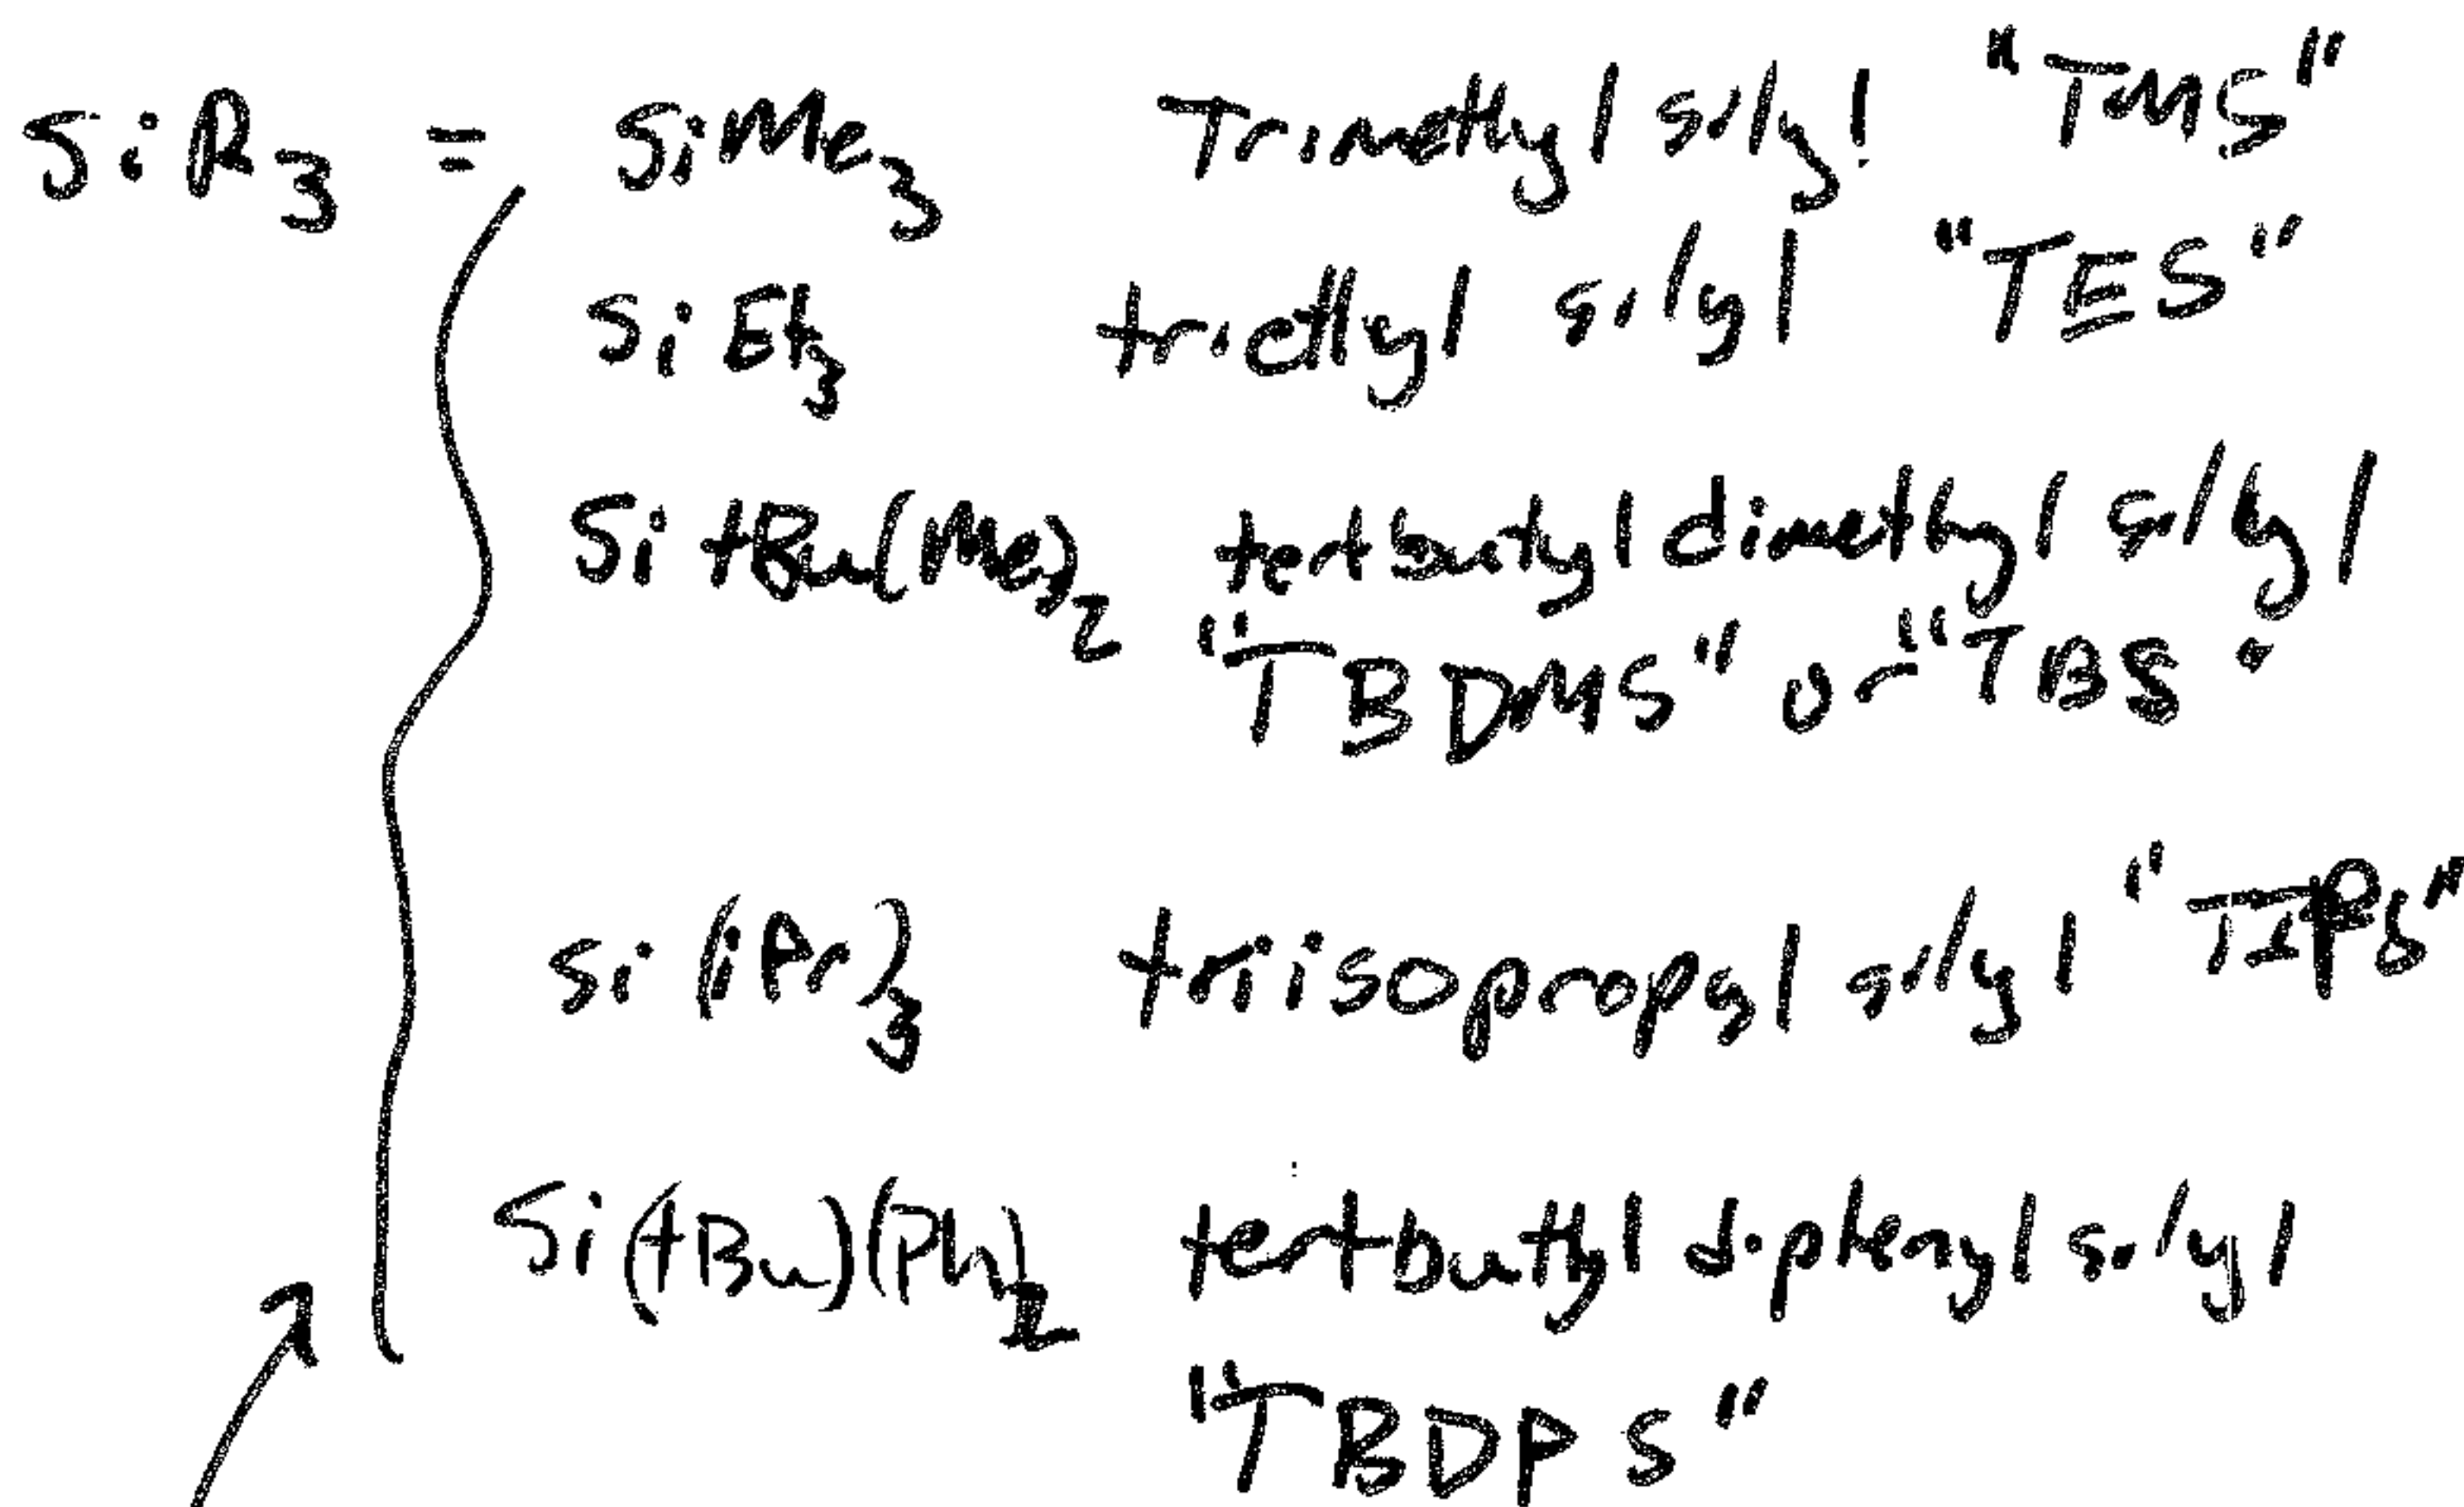 SiR3 = SiMe3 Trimethyl silyl "TMS"
SiEt3 triethyl silyl "TES"
Si tBu(Me)2 tertbutyl dimethyl silyl
"TBDMS" or "TBS"
Si (iPr)3 triisopropyl silyl "TIPS"
Si(tBu)(Ph)2 tertbutyl diphenyl silyl
"TBDPS"